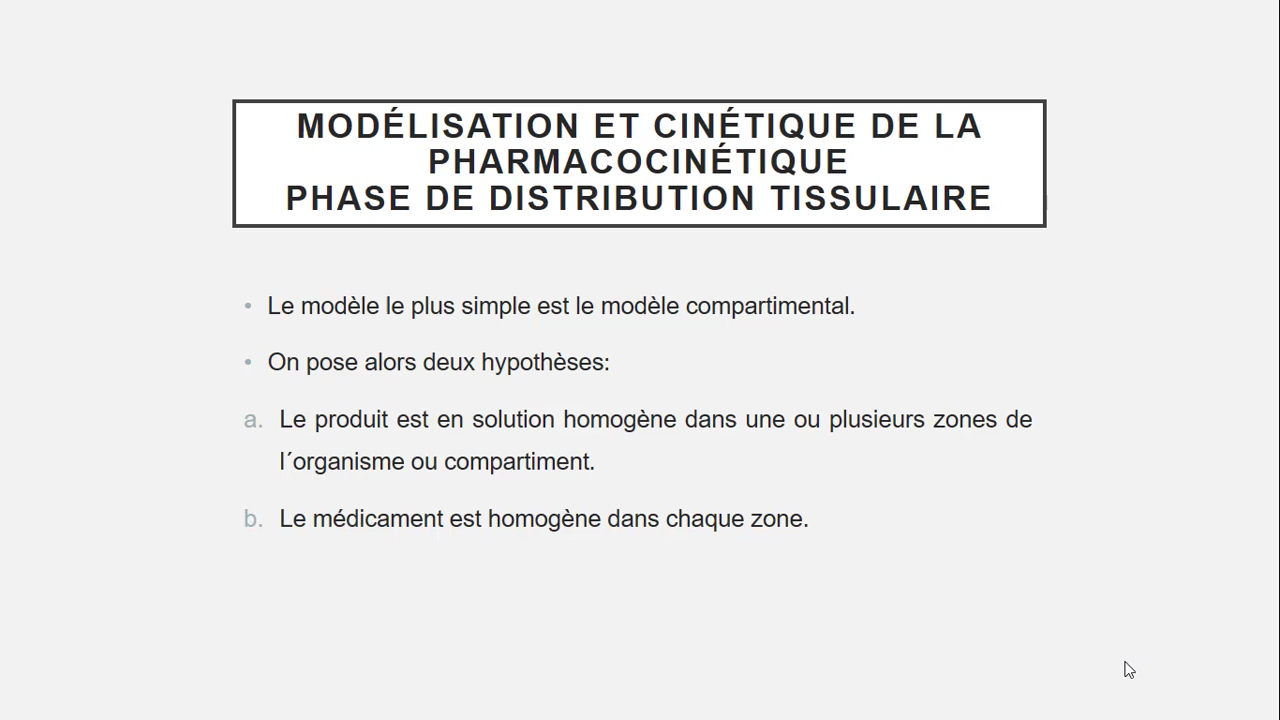 MODÉLISATION ET CINÉTIQUE DE LA
PHARMACOCINÉTIQUE
PHASE DE DISTRIBUTION TISSULAIRE
• Le modèle le plus simple est le modèle compartimental.
• On pose alors deux hypothèses:
a. Le produit est en solution homogène dans une ou plusieurs zones de
l´organisme ou compartiment.
b. Le médicament est homogène dans chaque zone.